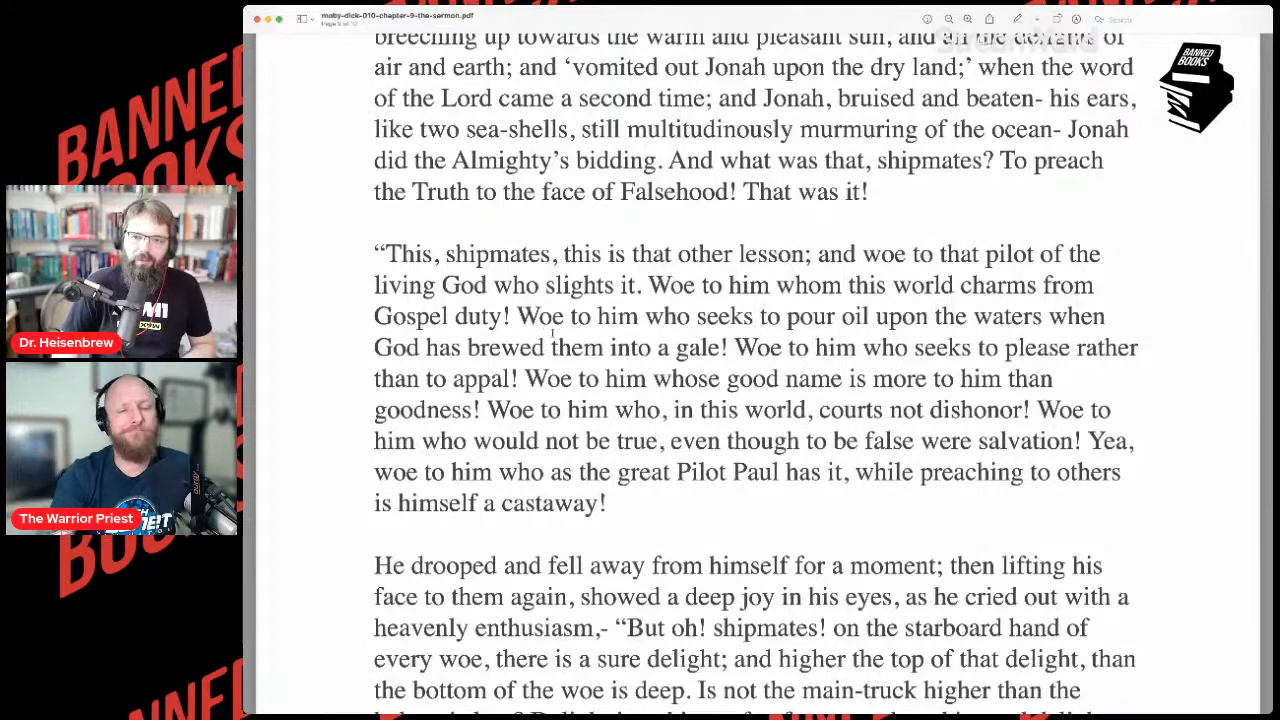 moby-dick-010-chapter-9-the-sermon.pdf
Page 9 of 12
Search
breeching up towards the warm and pleasant sun, and all the delights of
air and earth; and ‘vomited out Jonah upon the dry land;’ when the word
of the Lord came a second time; and Jonah, bruised and beaten- his ears,
like two sea-shells, still multitudinously murmuring of the ocean- Jonah
did the Almighty’s bidding. And what was that, shipmates? To preach
the Truth to the face of Falsehood! That was it!
“This, shipmates, this is that other lesson; and woe to that pilot of the
living God who slights it. Woe to him whom this world charms from
Gospel duty! Woe to him who seeks to pour oil upon the waters when
God has brewed them into a gale! Woe to him who seeks to please rather
than to appal! Woe to him whose good name is more to him than
goodness! Woe to him who, in this world, courts not dishonor! Woe to
him who would not be true, even though to be false were salvation! Yea,
woe to him who as the great Pilot Paul has it, while preaching to others
is himself a castaway!
He drooped and fell away from himself for a moment; then lifting his
face to them again, showed a deep joy in his eyes, as he cried out with a
heavenly enthusiasm,- “But oh! shipmates! on the starboard hand of
every woe, there is a sure delight; and higher the top of that delight, than
the bottom of the woe is deep. Is not the main-truck higher than the
BANNED
BOOKS
StreamYard
BANNED
BOOKS
Dr. Heisenbrew
The Warrior Priest